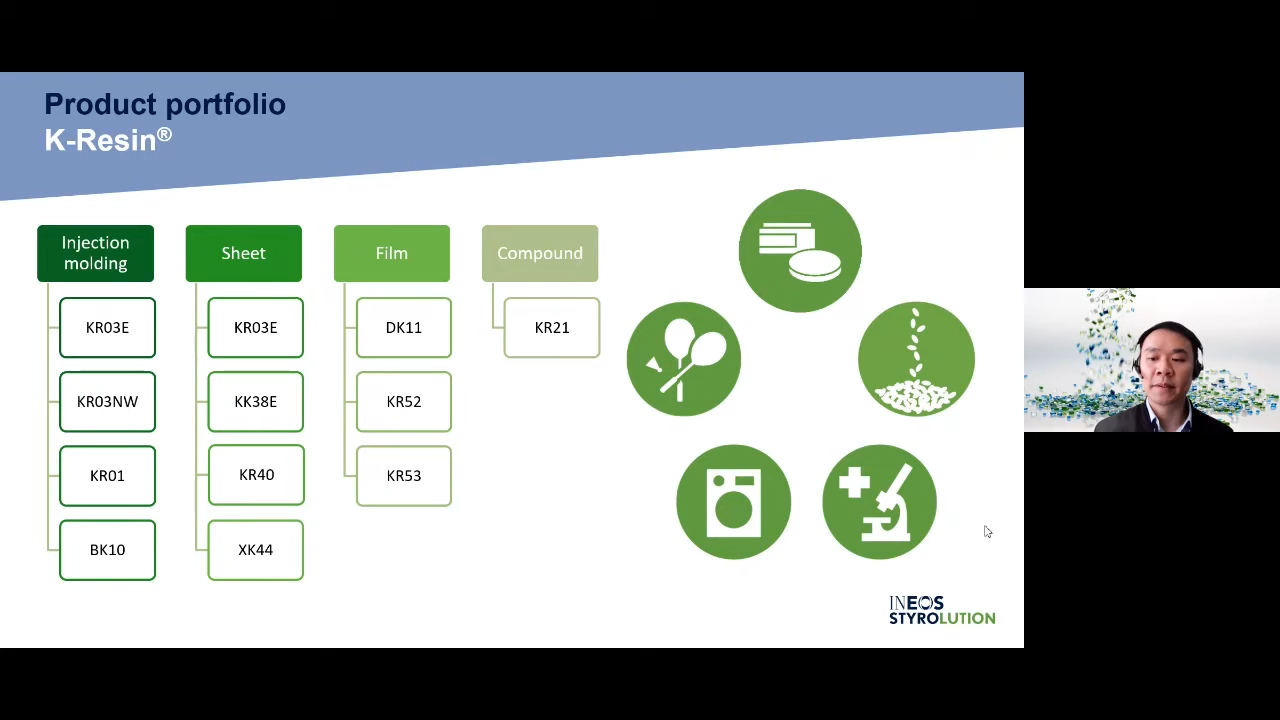 Product portfolio
K-Resin®
Injection
molding
KR03E
KR03NW
KR01
BK10
Sheet
KR03E
KK38E
KR40
XK44
Film
DK11
KR52
KR53
Compound
KR21
INEOS
STYROLUTION